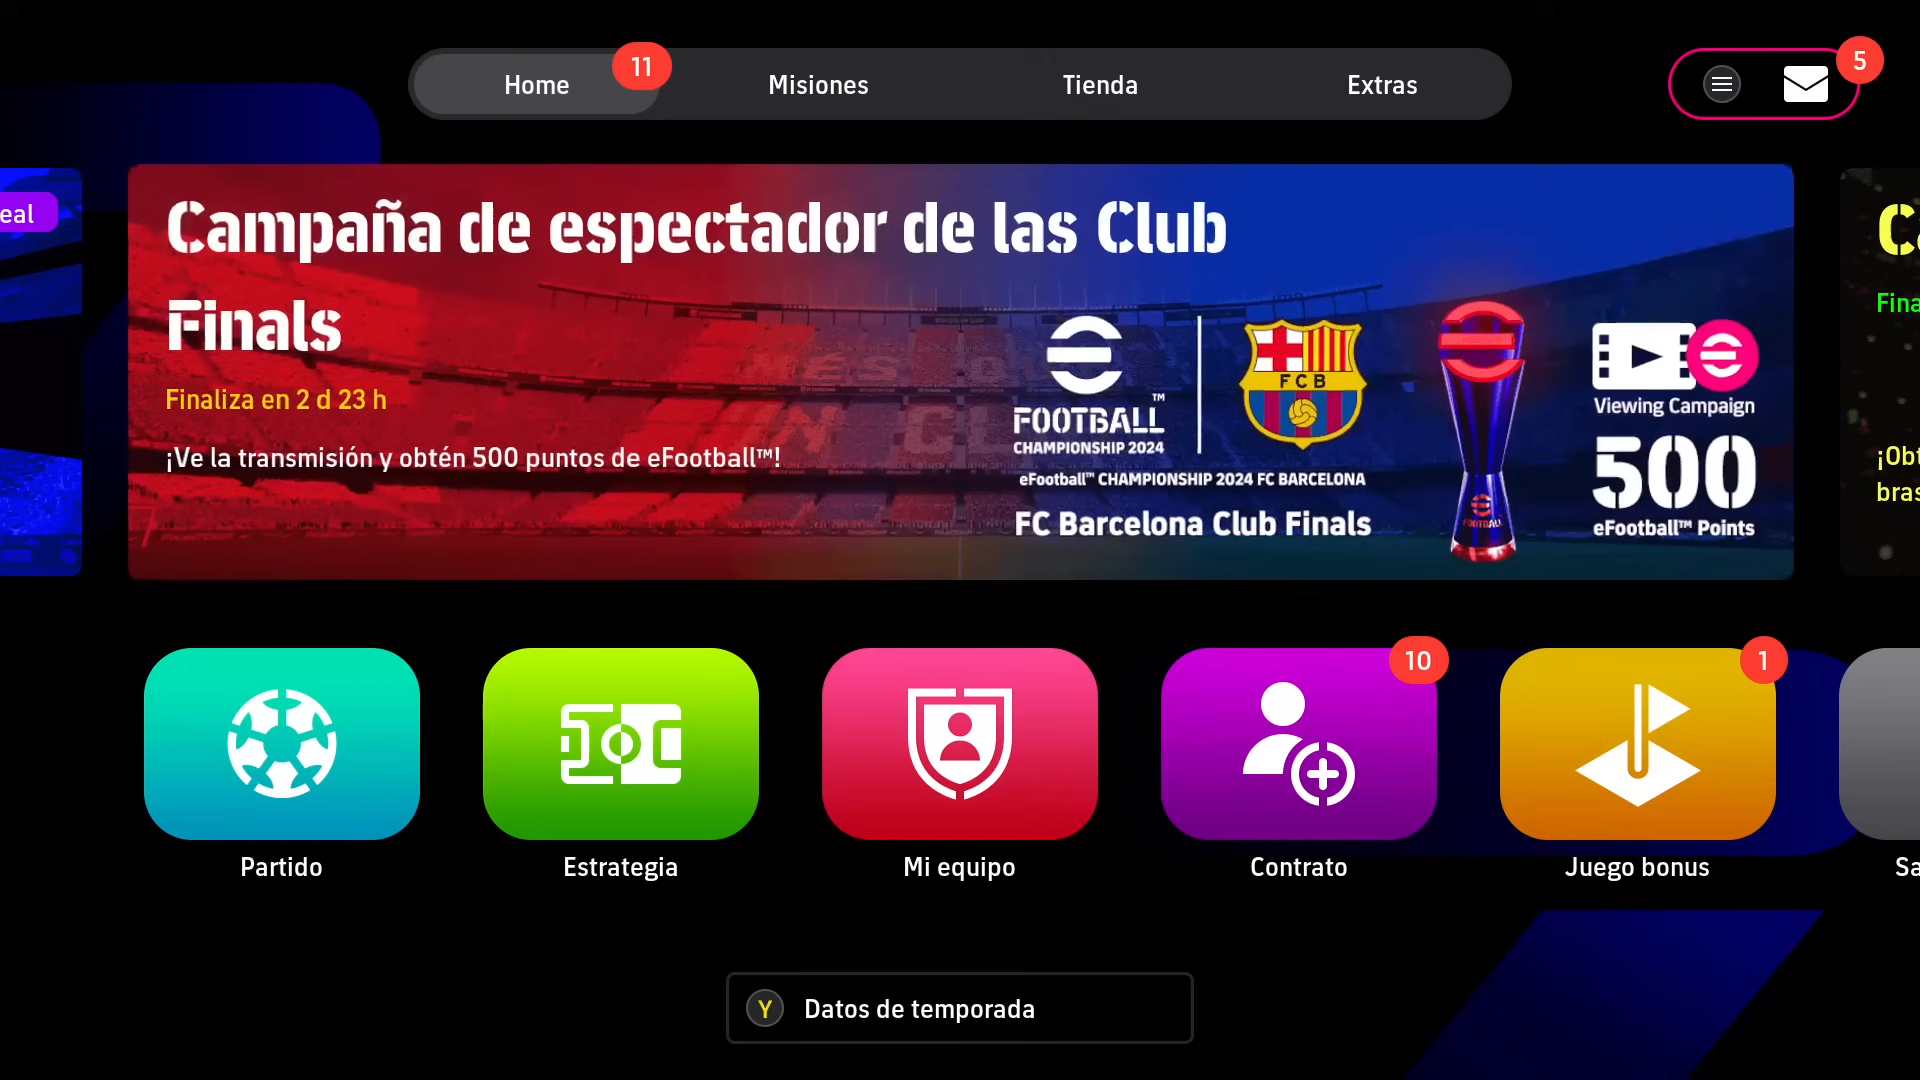 Home
11
Misiones
Tienda
Extras
5
eal
Campaña de espectador de las Club
Finals
Finaliza en 2 d 23 h
¡Ve la transmisión y obtén 500 puntos de eFootball™!
FOOTBALL™
CHAMPIONSHIP 2024
FCB
eFootball™ CHAMPIONSHIP 2024 FC BARCELONA
FC Barcelona Club Finals
FOOTBALL
Viewing Campaign
500
eFootball™ Points
Fina
¡Obt
bras
10
1
Partido
Estrategia
Mi equipo
Contrato
Juego bonus
Sa
Y Datos de temporada